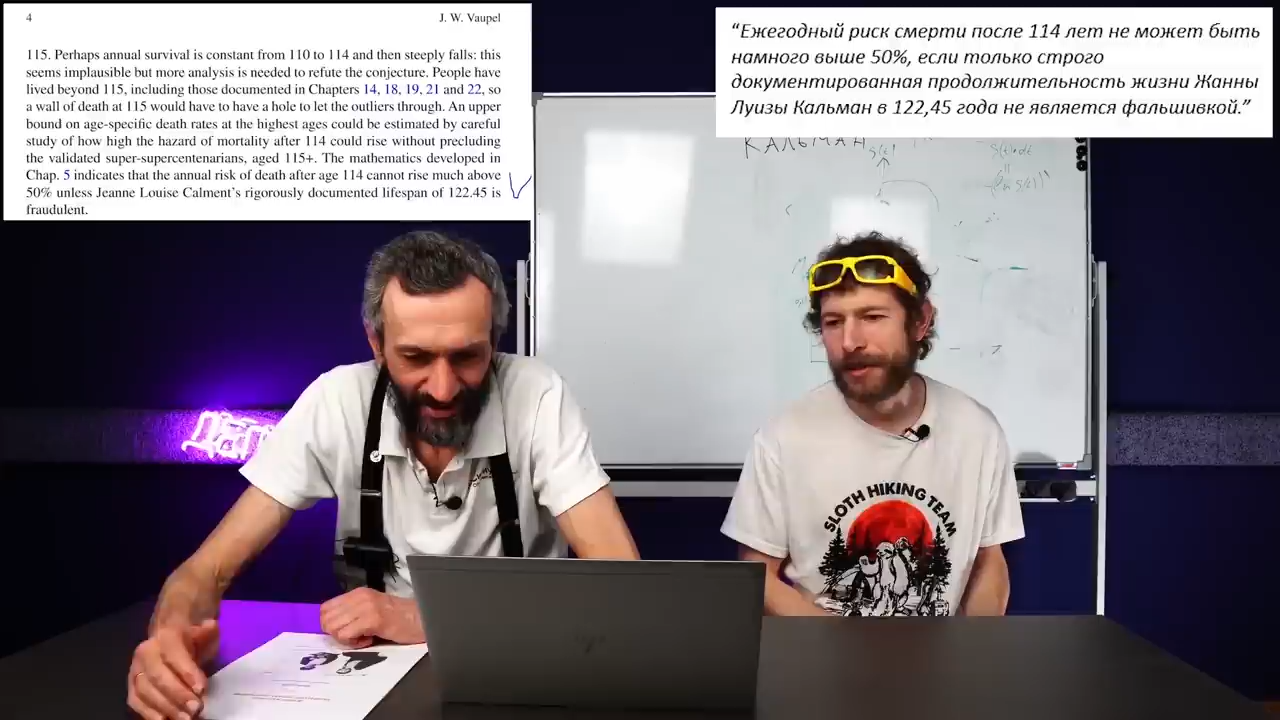 4 J. W. Vaupel
115. Perhaps annual survival is constant from 110 to 114 and then steeply falls: this
seems implausible but more analysis is needed to refute the conjecture. People have
lived beyond 115, including those documented in Chapters 14, 18, 19, 21 and 22, so
a wall of death at 115 would have to have a hole to let the outliers through. An upper
bound on age-specific death rates at the highest ages could be estimated by careful
study of how high the hazard of mortality after 114 could rise without precluding
the validated super-supercentenarians, aged 115+. The mathematics developed in
Chap. 5 indicates that the annual risk of death after age 114 cannot rise much above
50% unless Jeanne Louise Calment’s rigorously documented lifespan of 122.45 is
fraudulent.
“Ежегодный риск смерти после 114 лет не может быть
намного выше 50%, если только строго
документированная продолжительность жизни Жанны
Луизы Кальман в 122,45 года не является фальшивкой.”
КАЛЬМАН
SLOTH HIKING TEAM